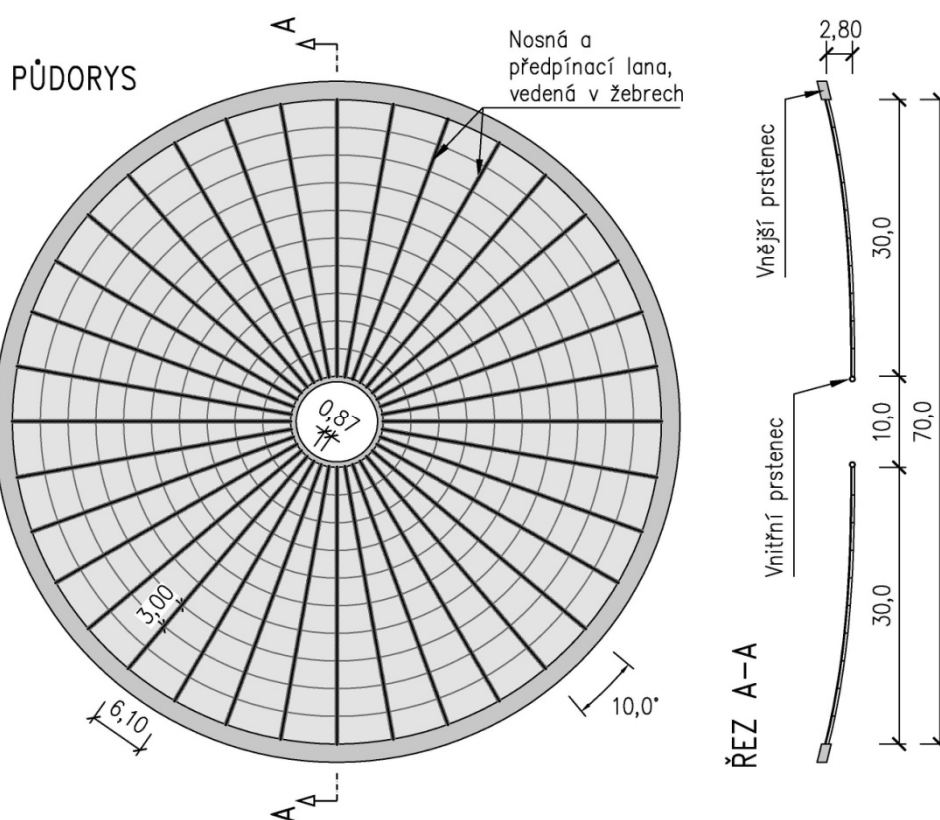 A
PŮDORYS
Nosná a
předpínací lana,
vedená v žebrech
0,87
3,00
6,10
10,0°
A
2,80
Vnější prstenec
30,0
Vnitřní prstenec
10,0
70,0
30,0
ŘEZ A-A